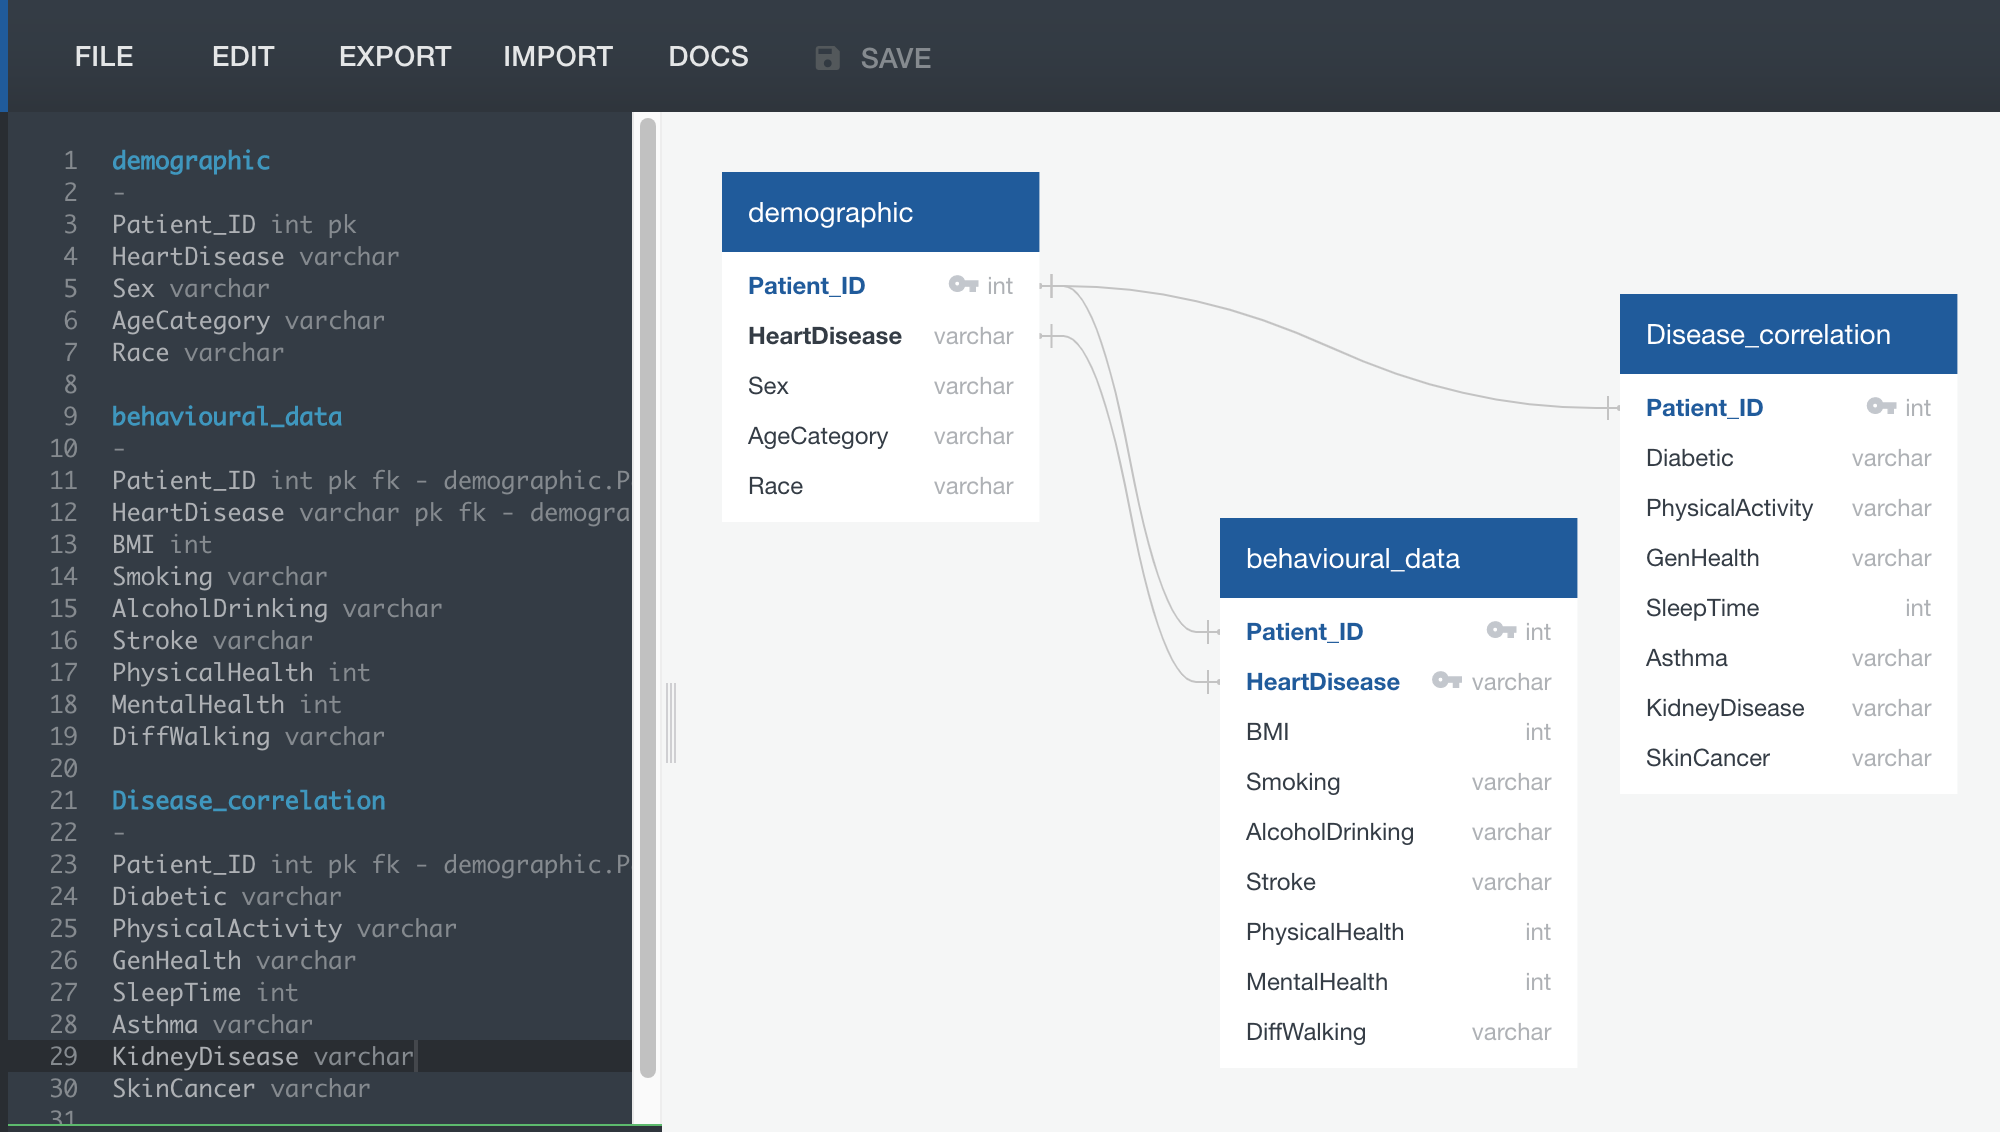 FILE EDIT EXPORT IMPORT DOCS SAVE
1 demographic
2 -
3 Patient_ID int pk
4 HeartDisease varchar
5 Sex varchar
6 AgeCategory varchar
7 Race varchar
8
9 behavioural_data
10 -
11 Patient_ID int pk fk - demographic.P
12 HeartDisease varchar pk fk - demogra
13 BMI int
14 Smoking varchar
15 AlcoholDrinking varchar
16 Stroke varchar
17 PhysicalHealth int
18 MentalHealth int
19 DiffWalking varchar
20
21 Disease_correlation
22 -
23 Patient_ID int pk fk - demographic.P
24 Diabetic varchar
25 PhysicalActivity varchar
26 GenHealth varchar
27 SleepTime int
28 Asthma varchar
29 KidneyDisease varchar
30 SkinCancer varchar
31
demographic
Patient_ID int
HeartDisease varchar
Sex varchar
AgeCategory varchar
Race varchar
behavioural_data
Patient_ID int
HeartDisease varchar
BMI int
Smoking varchar
AlcoholDrinking varchar
Stroke varchar
PhysicalHealth int
MentalHealth int
DiffWalking varchar
Disease_correlation
Patient_ID int
Diabetic varchar
PhysicalActivity varchar
GenHealth varchar
SleepTime int
Asthma varchar
KidneyDisease varchar
SkinCancer varchar